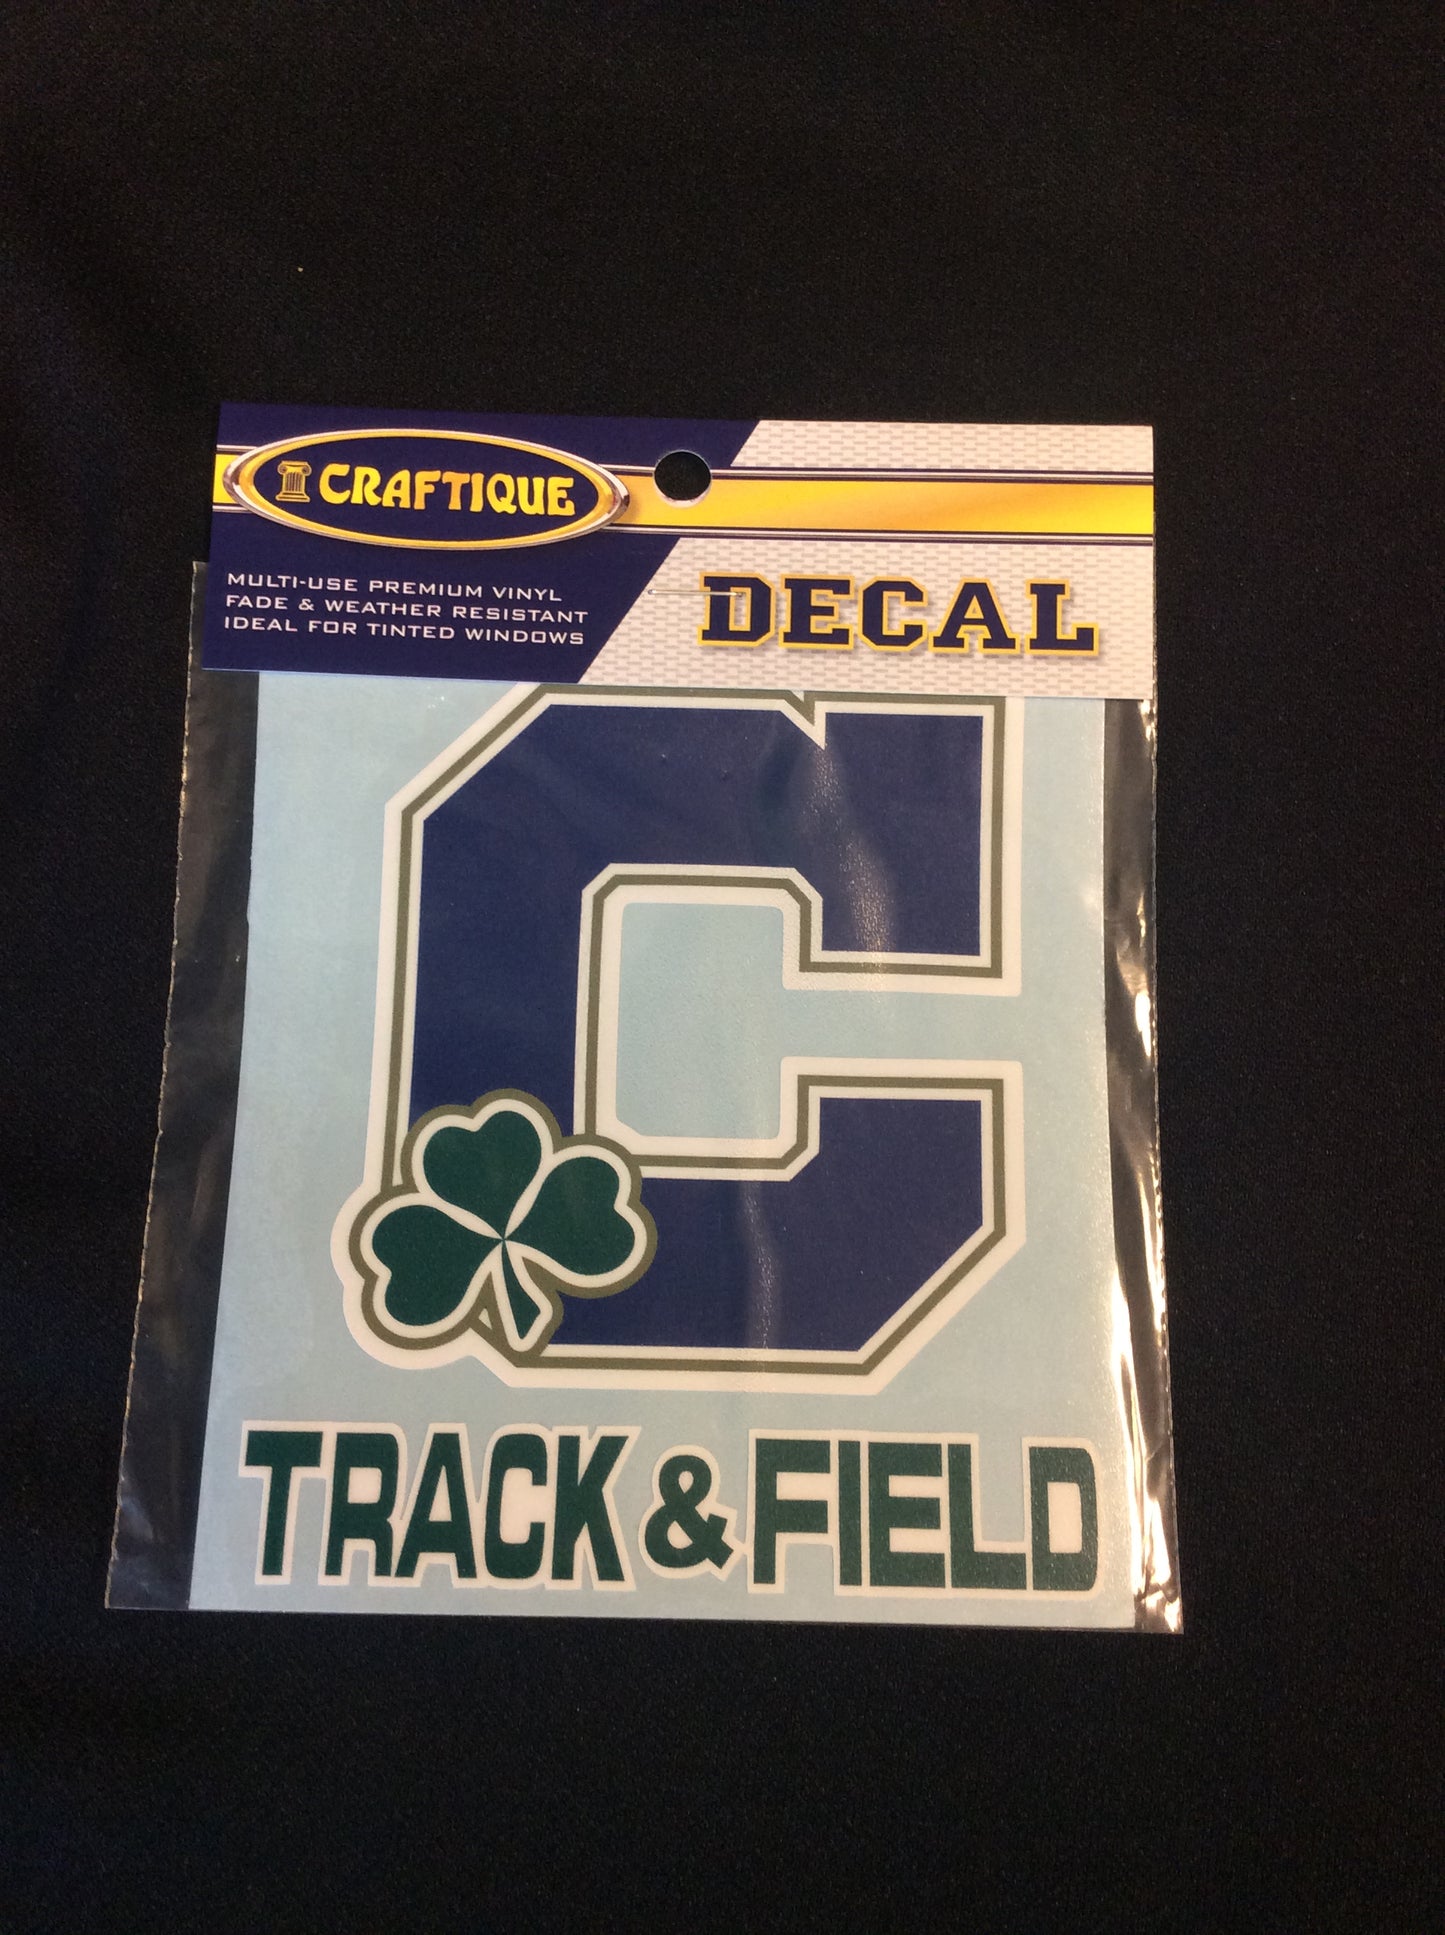 CRAFTIQUE
MULTI-USE PREMIUM VINYL
FADE & WEATHER RESISTANT
IDEAL FOR TINTED WINDOWS
DECAL
C
TRACK & FIELD